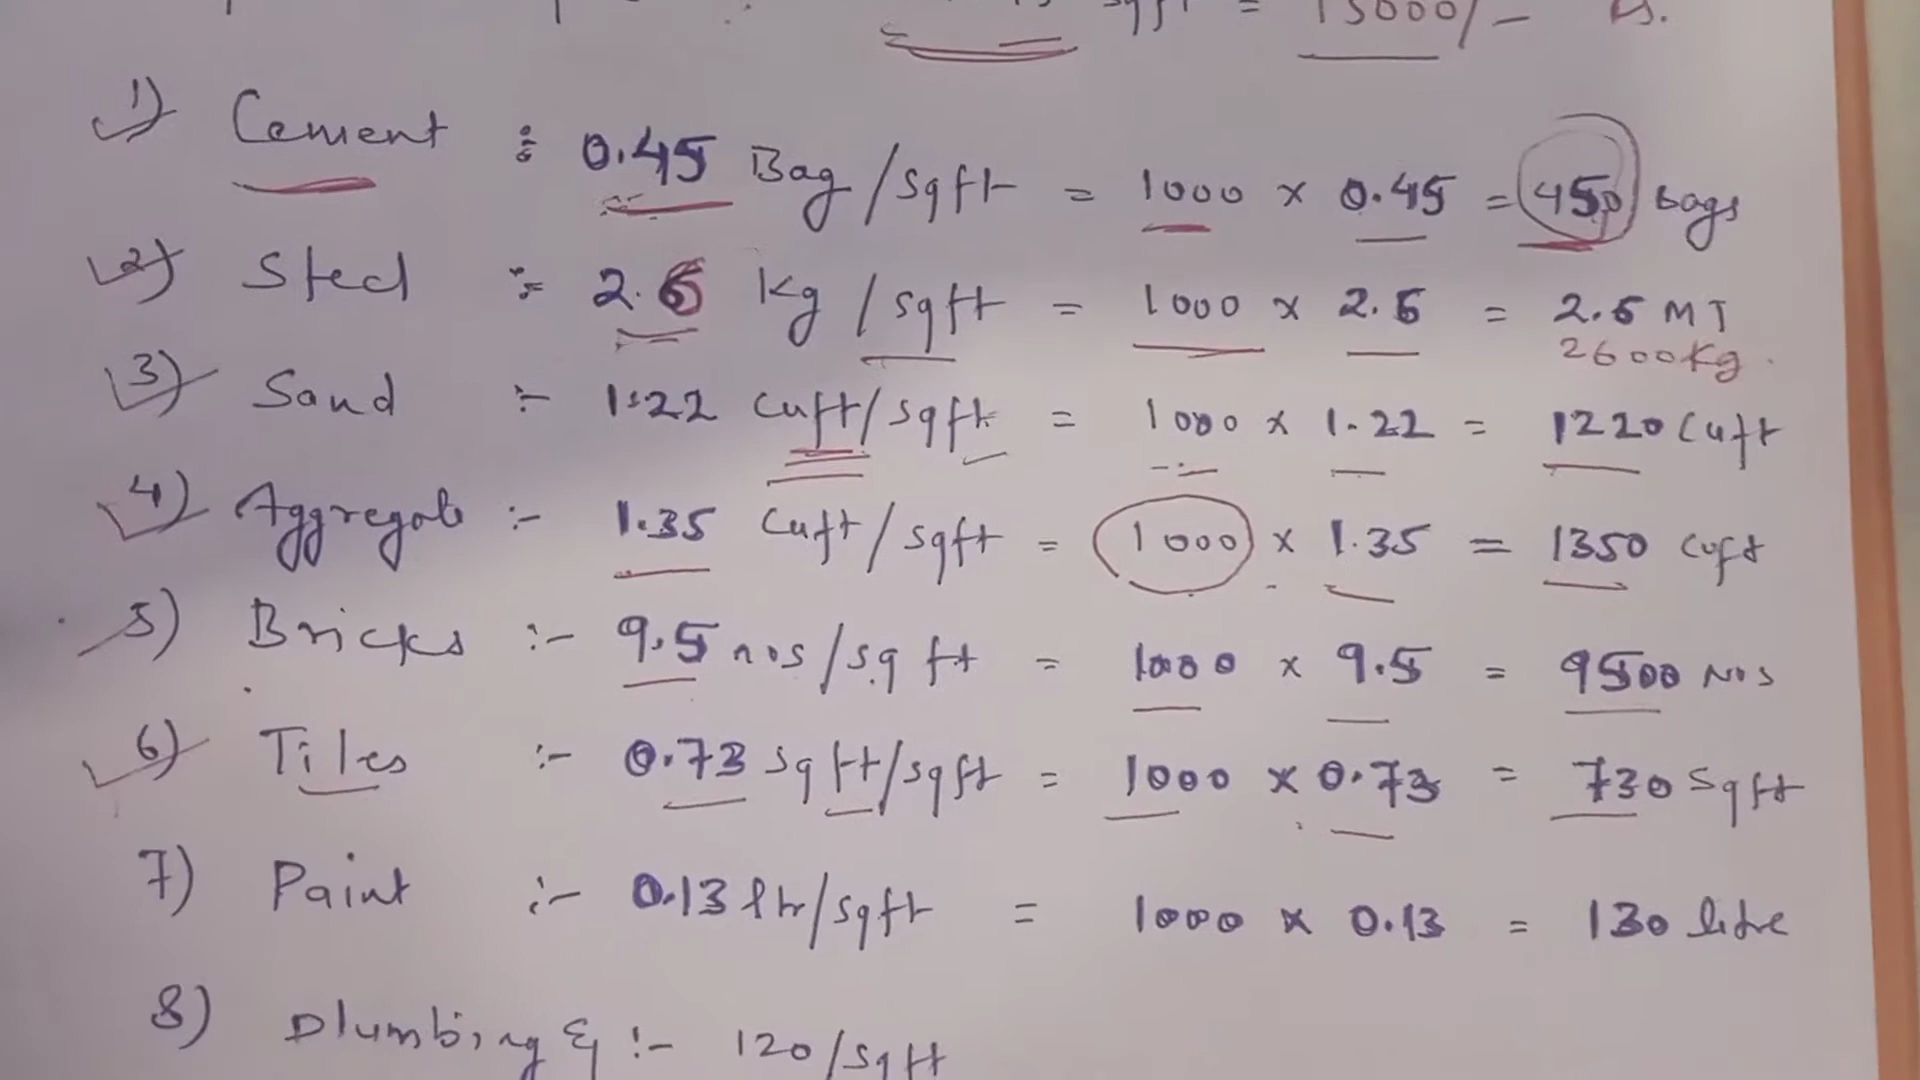 sqft = 15000/- Rs.
1) Cement : 0.45 Bag/sqft = 1000 x 0.45 = 450 bags
2) Steel :- 2.6 Kg/sqft = 1000 x 2.6 = 2.6 MT
2600Kg.
3) Sand :- 1.22 cuft/sqft = 1000 x 1.22 = 1220 Cuft
4) Aggregate :- 1.35 Cuft/sqft = 1000 x 1.35 = 1350 cuft
5) Bricks :- 9.5 nos/sq ft = 1000 x 9.5 = 9500 Nos
6) Tiles :- 0.73 sqft/sqft = 1000 x 0.73 = 730 Sqft
7) Paint :- 0.13 ltr/sqft = 1000 x 0.13 = 130 litre
8) Plumbing & :- 120/sqft